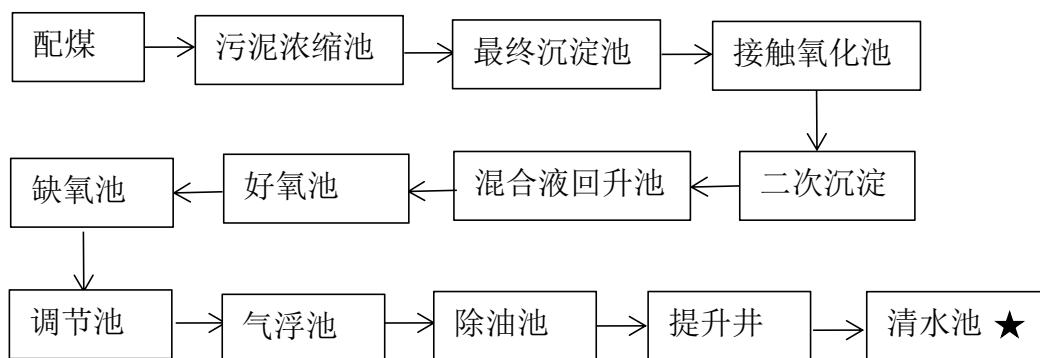 配煤
污泥浓缩池
最终沉淀池
接触氧化池
二次沉淀
混合液回升池
好氧池
缺氧池
调节池
气浮池
除油池
提升井
清水池 ★